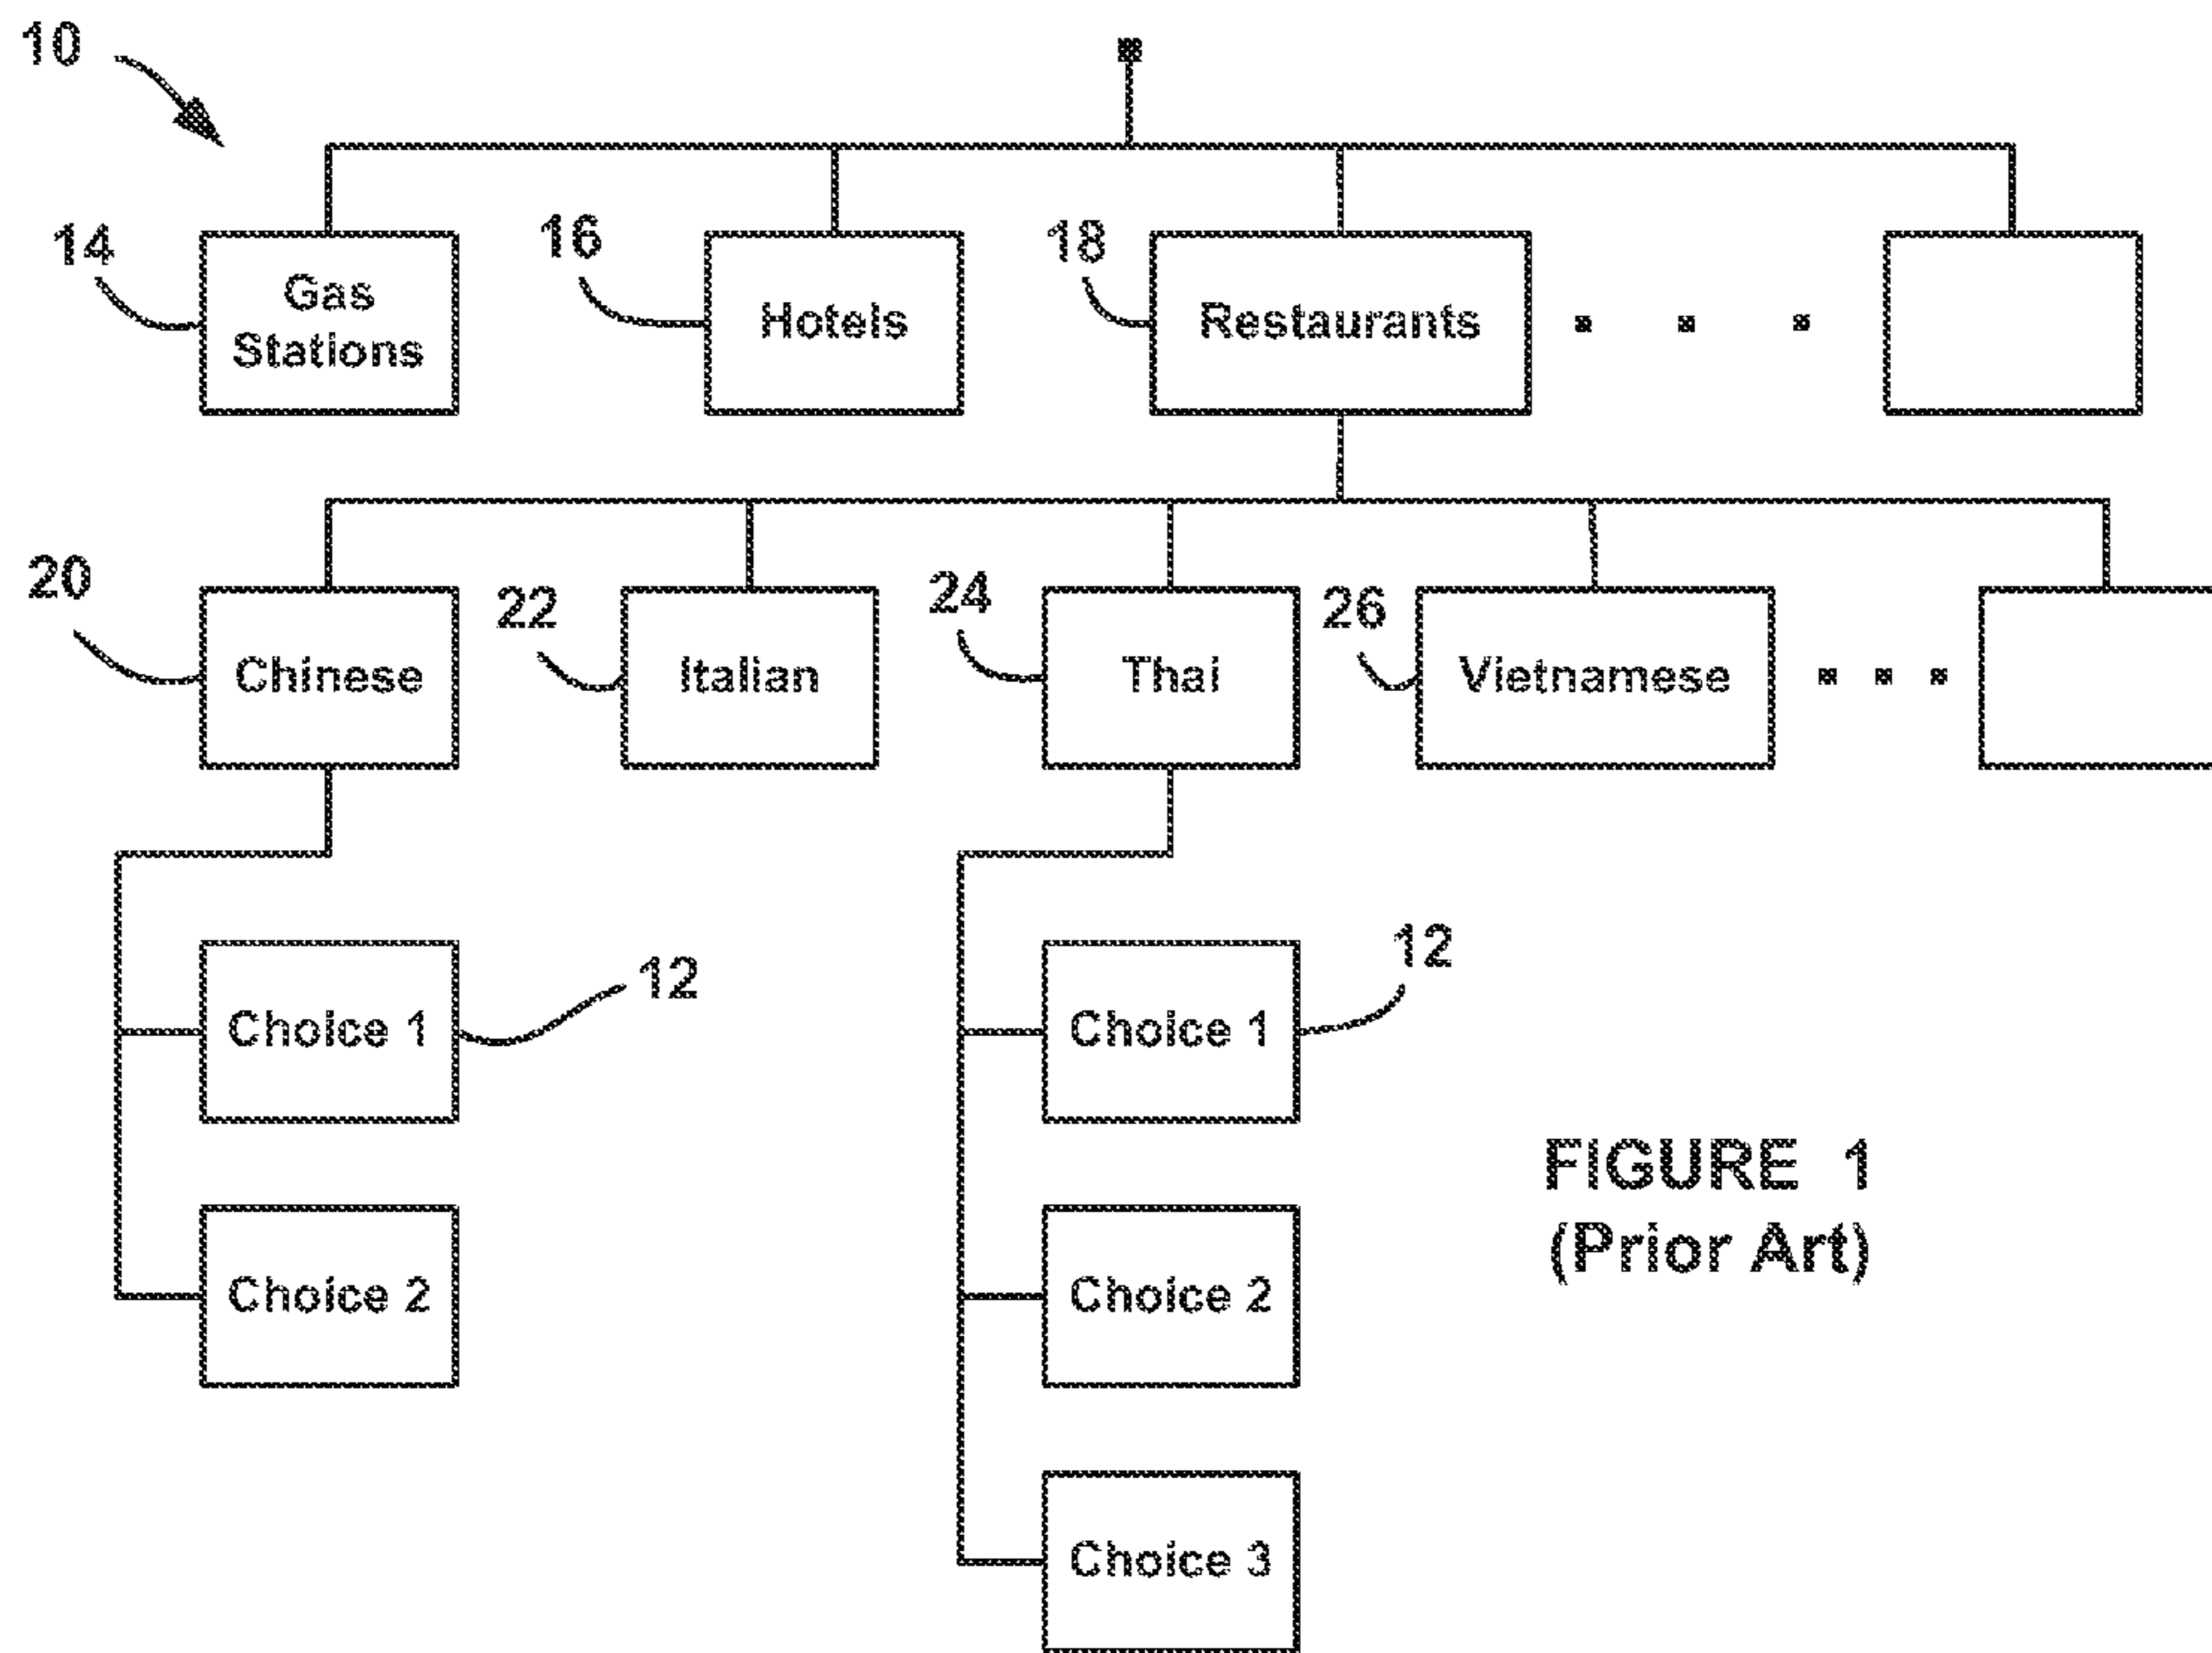 10
14
Gas
Stations
16
Hotels
18
Restaurants
20
Chinese
22
Italian
24
Thai
26
Vietnamese
Choice 1
12
Choice 1
12
Choice 2
Choice 2
Choice 3
FIGURE 1
(Prior Art)